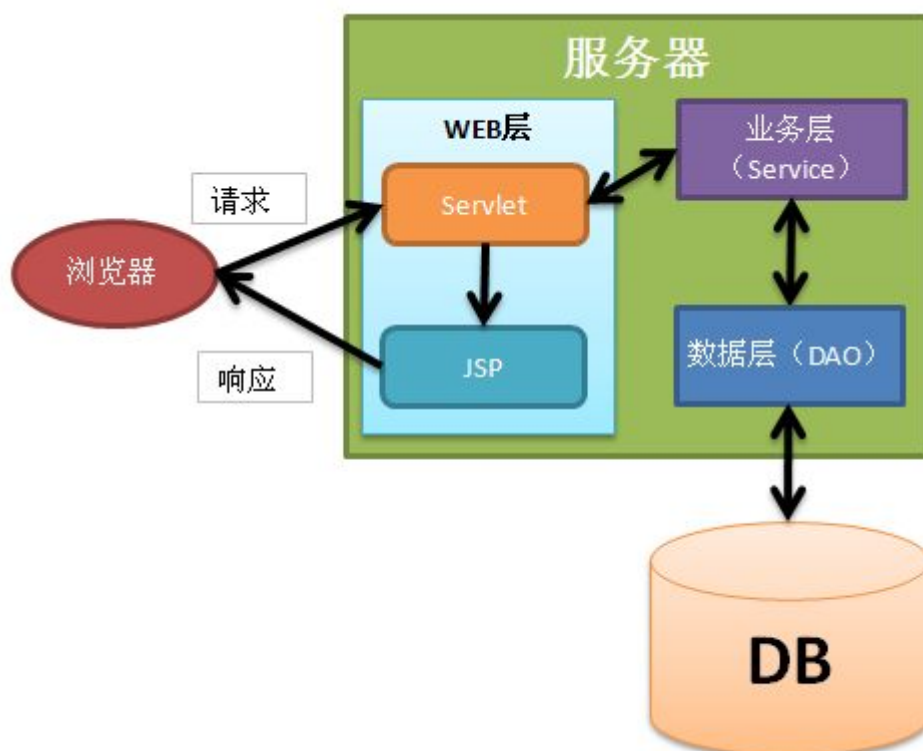 服务器
WEB层
业务层
（Service）
请求
Servlet
浏览器
响应
JSP
数据层（DAO）
DB